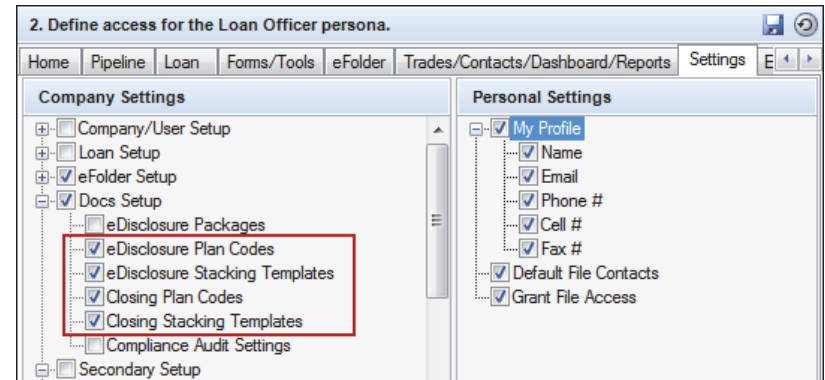 2. Define access for the Loan Officer persona.
Home Pipeline Loan Forms/Tools eFolder Trades/Contacts/Dashboard/Reports Settings E
Company Settings
Company/User Setup
Loan Setup
eFolder Setup
Docs Setup
eDisclosure Packages
eDisclosure Plan Codes
eDisclosure Stacking Templates
Closing Plan Codes
Closing Stacking Templates
Compliance Audit Settings
Secondary Setup
Personal Settings
My Profile
Name
Email
Phone #
Cell #
Fax #
Default File Contacts
Grant File Access